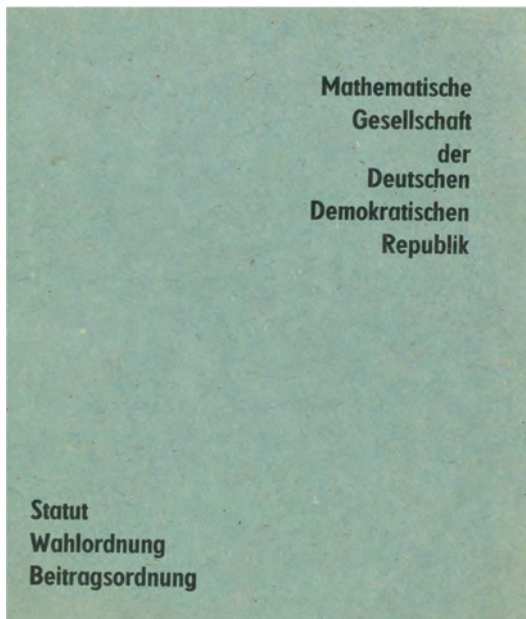 Mathematische
Gesellschaft
der
Deutschen
Demokratischen
Republik
Statut
Wahlordnung
Beitragsordnung